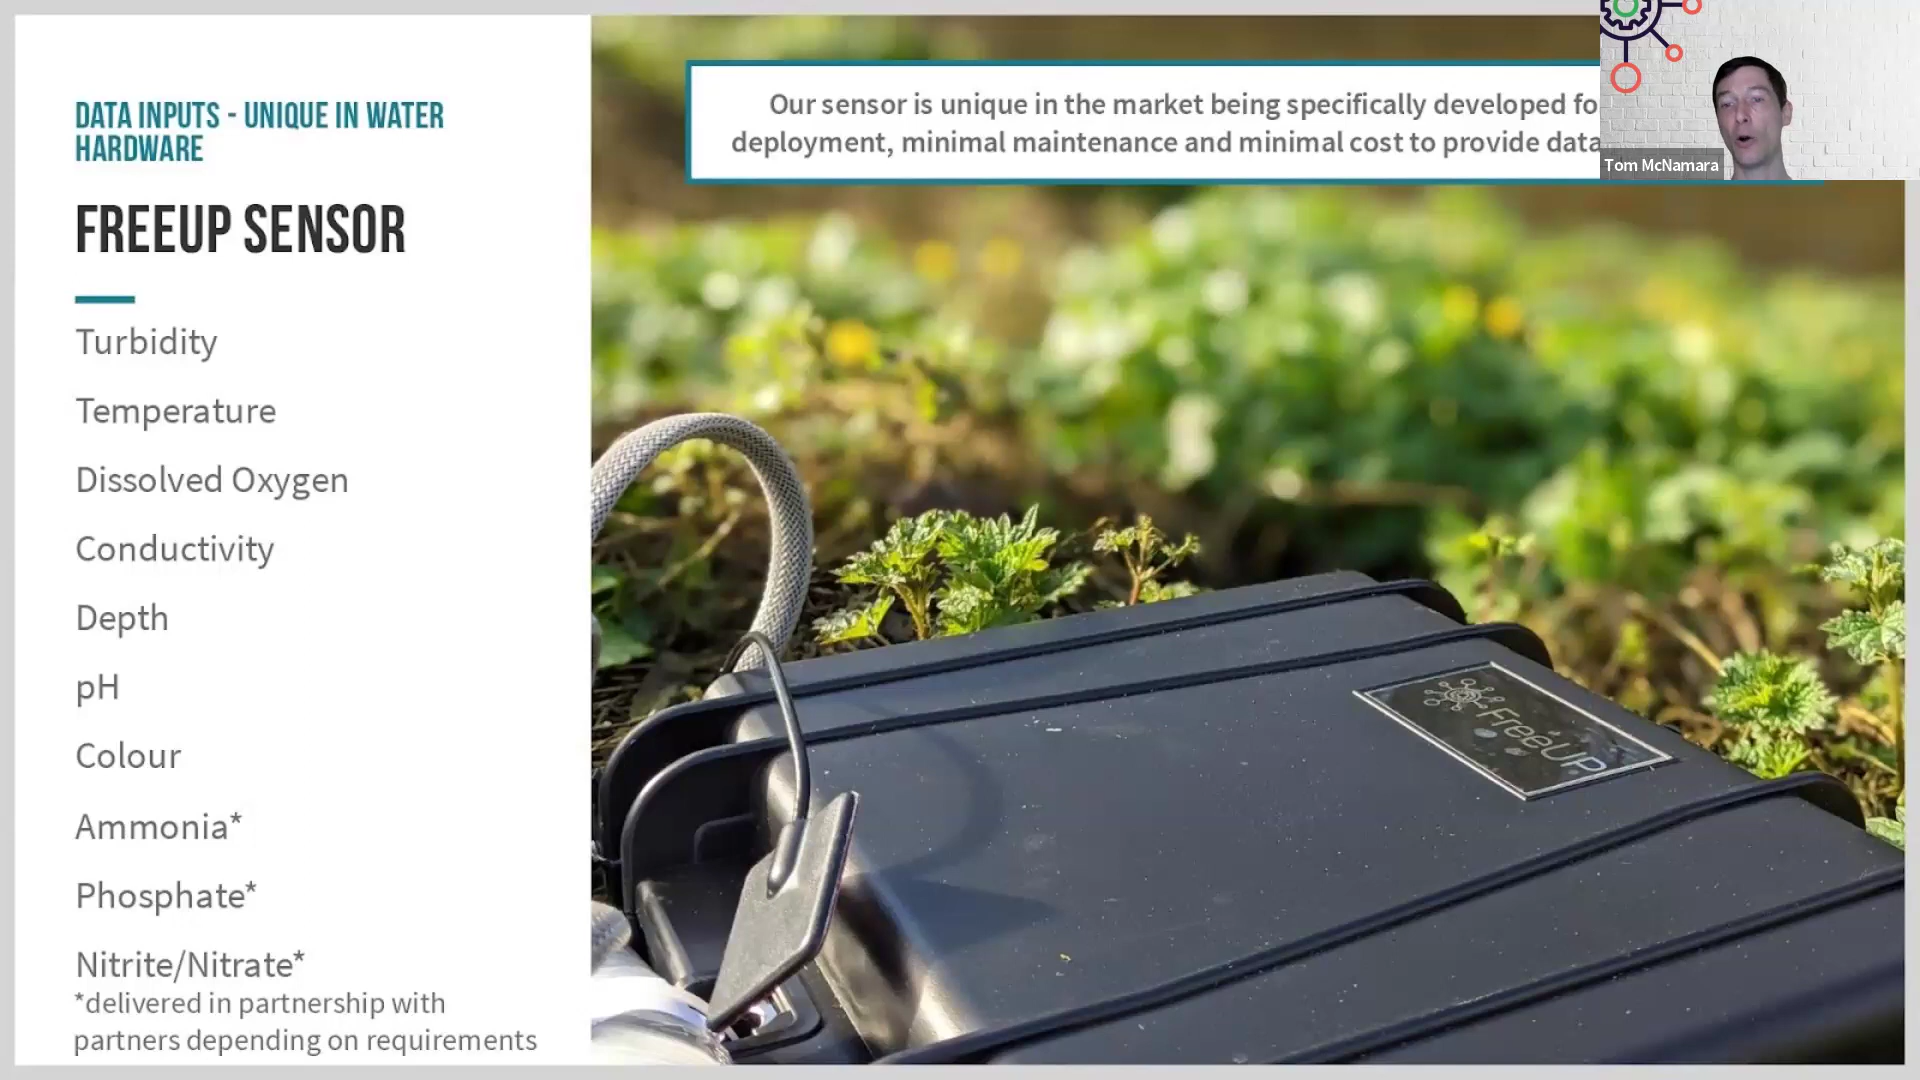 DATA INPUTS - UNIQUE IN WATER
HARDWARE
FREEUP SENSOR
Turbidity
Temperature
Dissolved Oxygen
Conductivity
Depth
pH
Colour
Ammonia*
Phosphate*
Nitrite/Nitrate*
*delivered in partnership with
partners depending on requirements
Our sensor is unique in the market being specifically developed
deployment, minimal maintenance and minimal cost to provide data
Tom McNamara
FreeUP